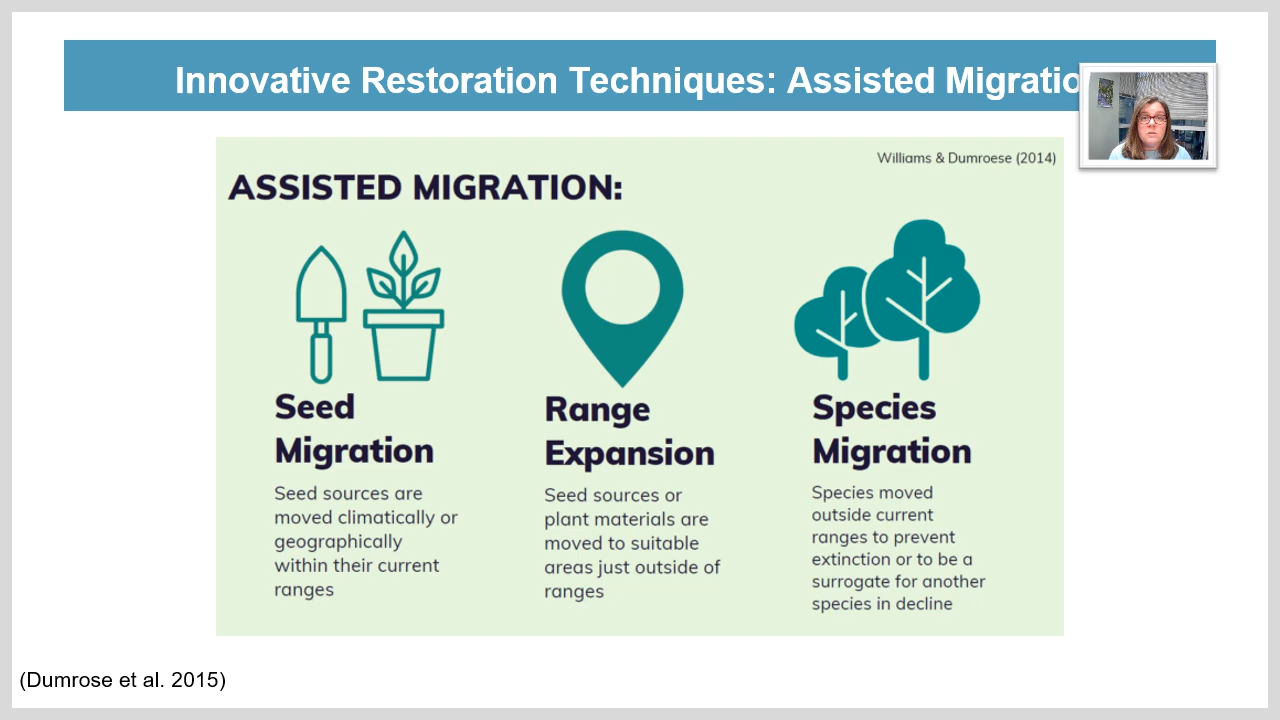 Innovative Restoration Techniques: Assisted Migratio
Williams & Dumroese (2014)
ASSISTED MIGRATION:
Seed
Migration
Seed sources are
moved climatically or
geographically
within their current
ranges
Range
Expansion
Seed sources or
plant materials are
moved to suitable
areas just outside of
ranges
Species
Migration
Species moved
outside current
ranges to prevent
extinction or to be a
surrogate for another
species in decline
(Dumrose et al. 2015)